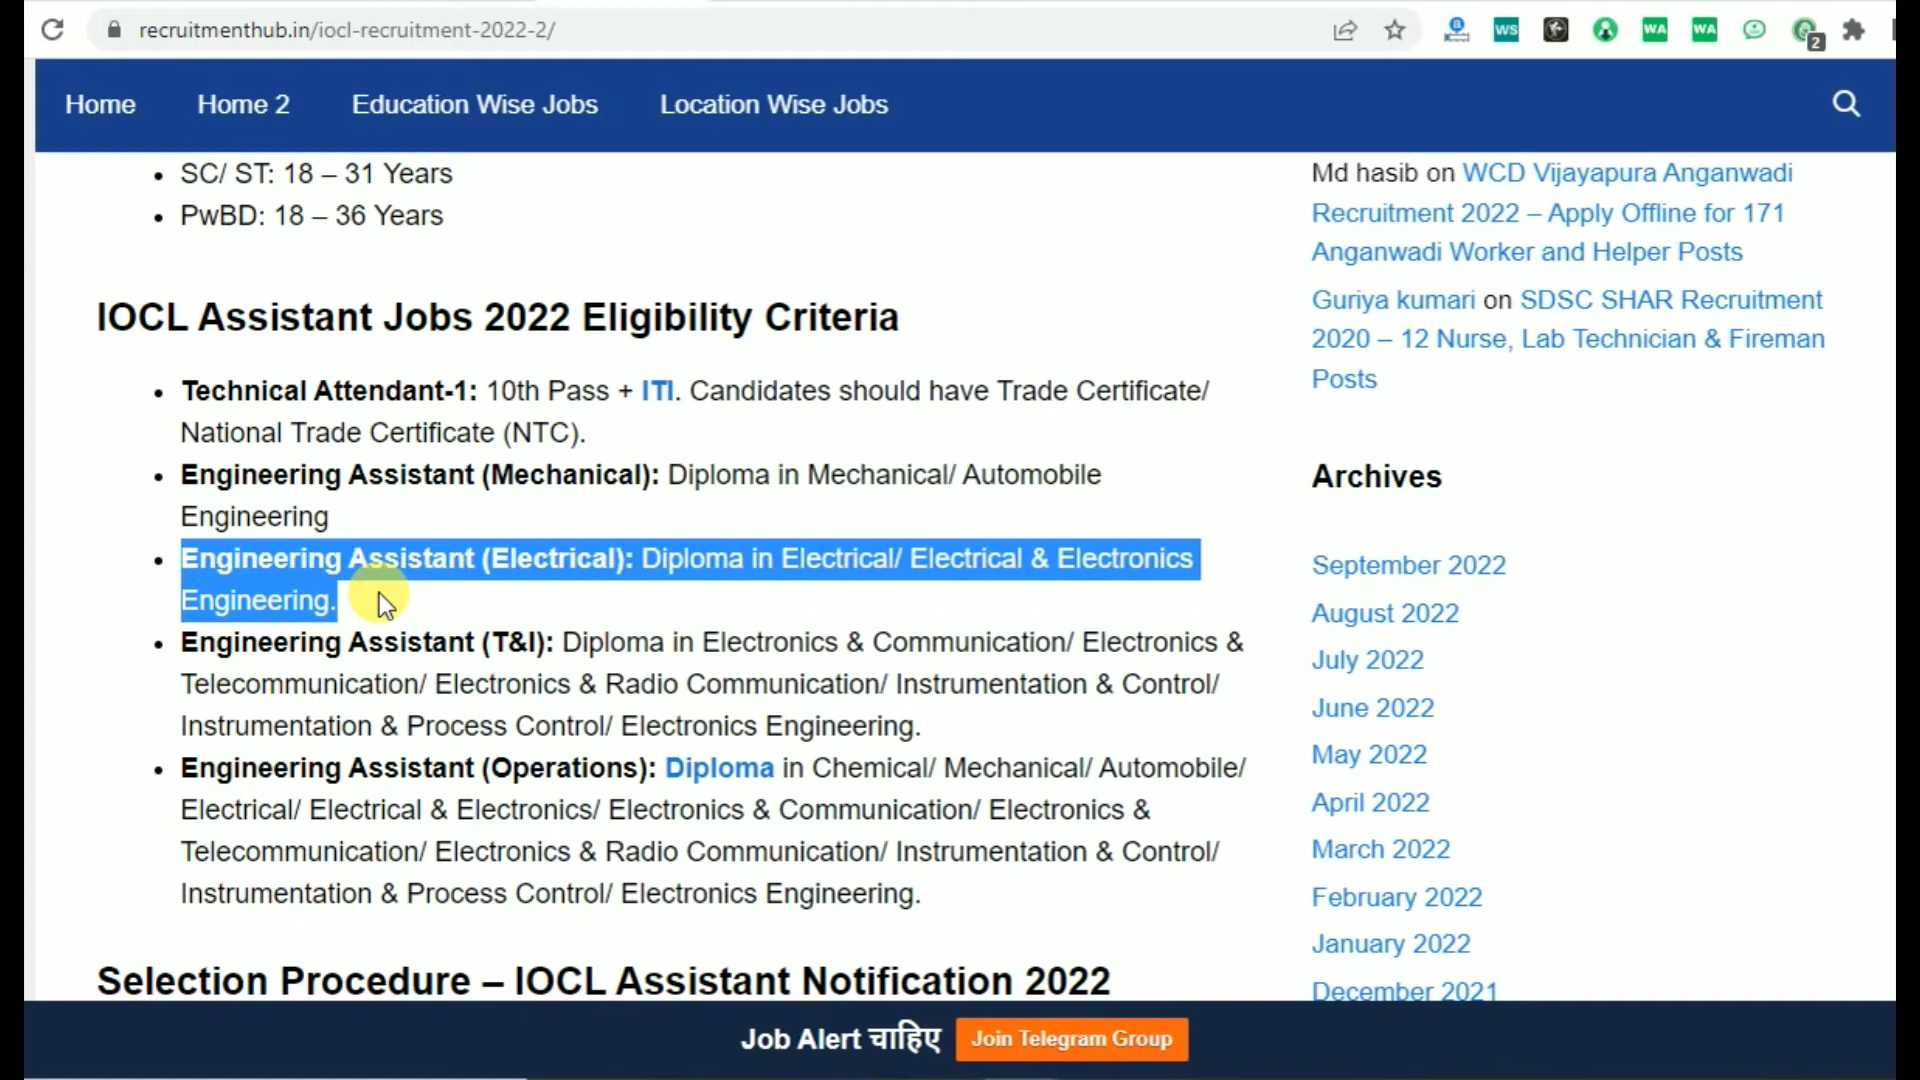 recruitmenthub.in/iocl-recruitment-2022-2/
WS
WA
WA
2
Home
Home 2
Education Wise Jobs
Location Wise Jobs
SC/ ST: 18 – 31 Years
PwBD: 18 – 36 Years
IOCL Assistant Jobs 2022 Eligibility Criteria
Technical Attendant-1: 10th Pass + ITI. Candidates should have Trade Certificate/
National Trade Certificate (NTC).
Engineering Assistant (Mechanical): Diploma in Mechanical/ Automobile
Engineering
Engineering Assistant (Electrical): Diploma in Electrical/ Electrical & Electronics
Engineering.
Engineering Assistant (T&I): Diploma in Electronics & Communication/ Electronics &
Telecommunication/ Electronics & Radio Communication/ Instrumentation & Control/
Instrumentation & Process Control/ Electronics Engineering.
Engineering Assistant (Operations): Diploma in Chemical/ Mechanical/ Automobile/
Electrical/ Electrical & Electronics/ Electronics & Communication/ Electronics &
Telecommunication/ Electronics & Radio Communication/ Instrumentation & Control/
Instrumentation & Process Control/ Electronics Engineering.
Selection Procedure – IOCL Assistant Notification 2022
Md hasib on WCD Vijayapura Anganwadi
Recruitment 2022 – Apply Offline for 171
Anganwadi Worker and Helper Posts
Guriya kumari on SDSC SHAR Recruitment
2020 – 12 Nurse, Lab Technician & Fireman
Posts
Archives
September 2022
August 2022
July 2022
June 2022
May 2022
April 2022
March 2022
February 2022
January 2022
December 2021
Job Alert चाहिए
Join Telegram Group